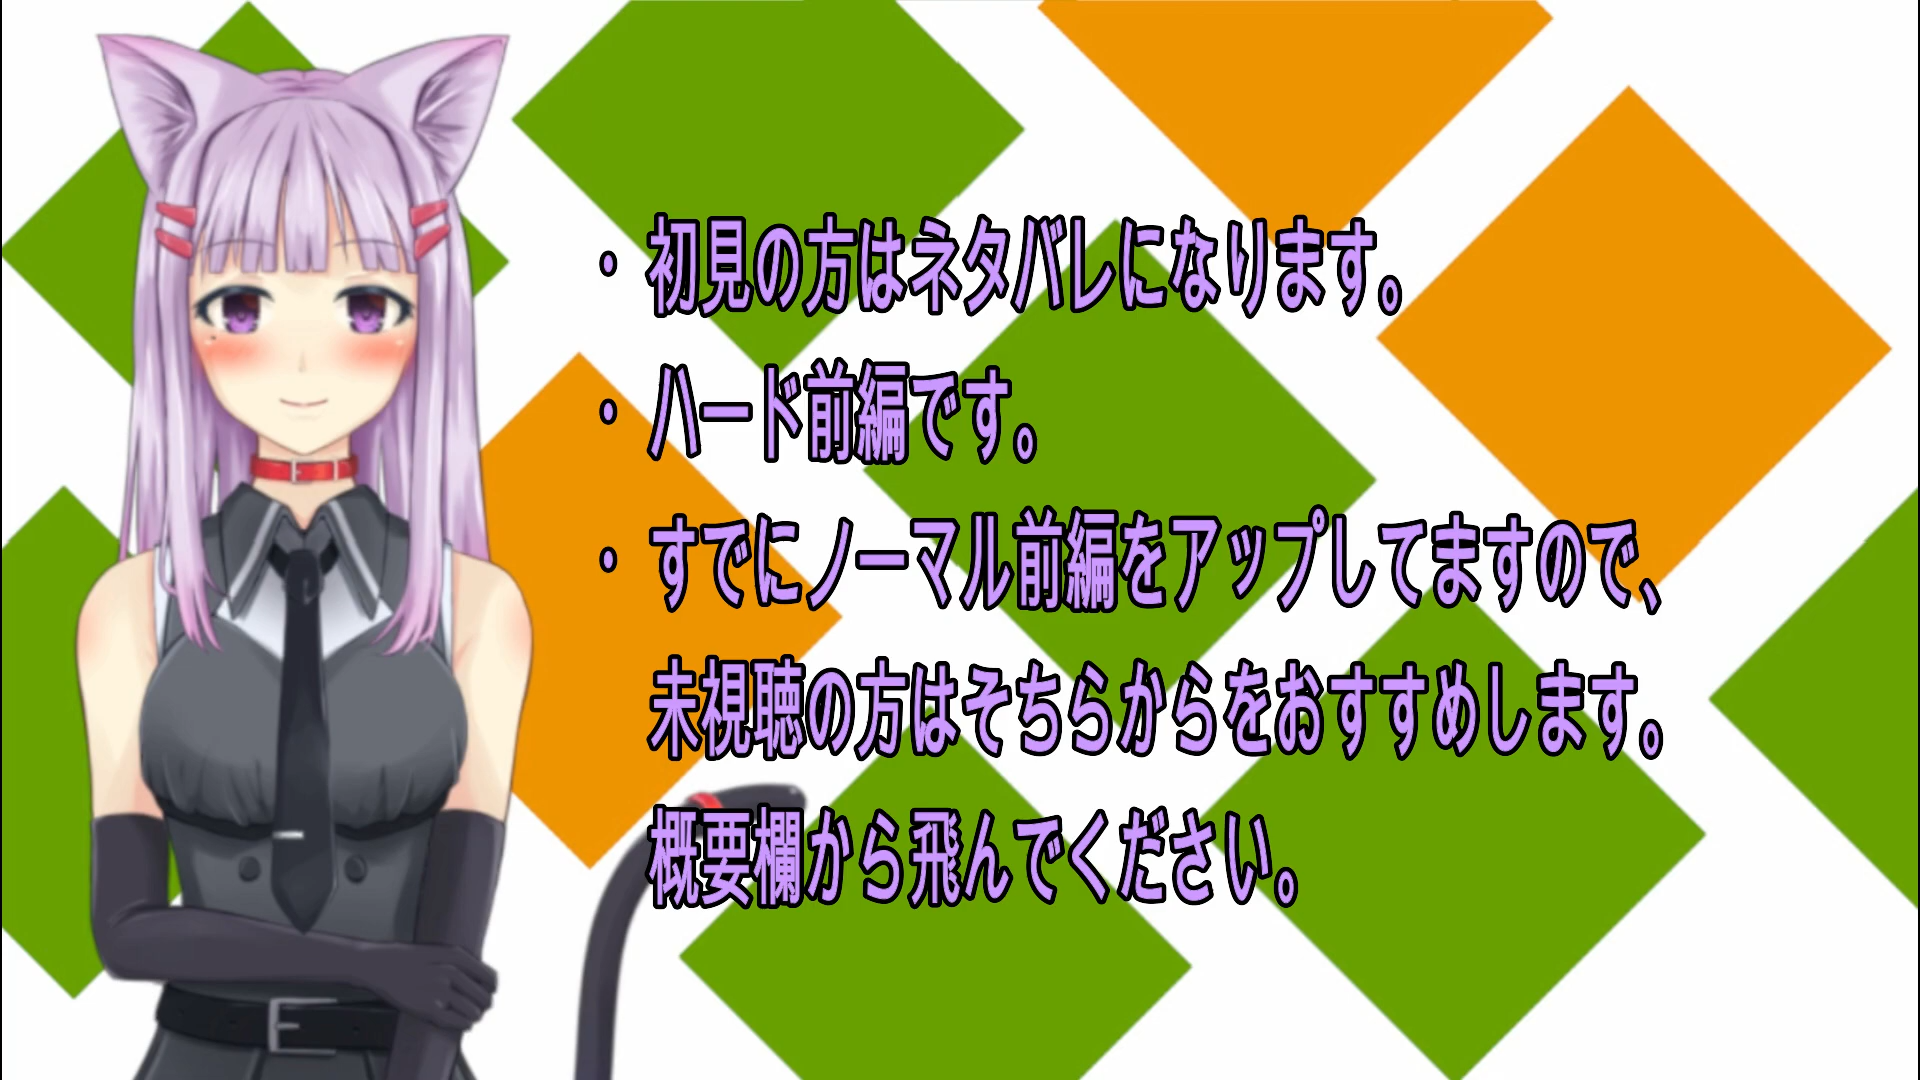 ・初見の方はネタバレになります。
・ハード前編です。
・すでにノーマル前編をアップしてますので、
未視聴の方はそちらからをおすすめします。
概要欄から飛んでください。